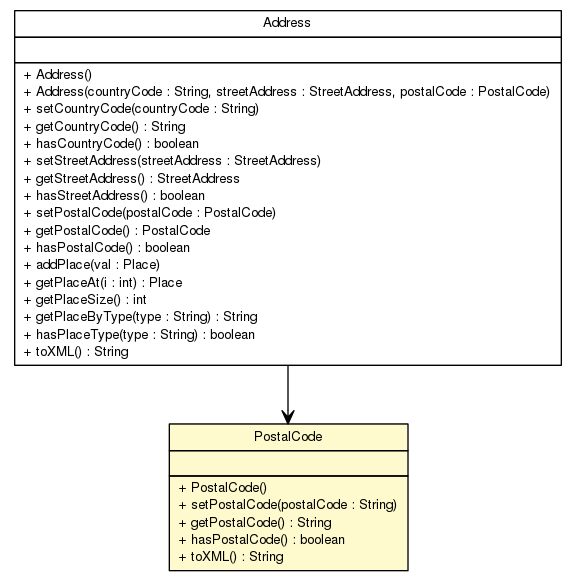 Address
+ Address()
+ Address(countryCode : String, streetAddress : StreetAddress, postalCode : PostalCode)
+ setCountryCode(countryCode : String)
+ getCountryCode() : String
+ hasCountryCode() : boolean
+ setStreetAddress(streetAddress : StreetAddress)
+ getStreetAddress() : StreetAddress
+ hasStreetAddress() : boolean
+ setPostalCode(postalCode : PostalCode)
+ getPostalCode() : PostalCode
+ hasPostalCode() : boolean
+ addPlace(val : Place)
+ getPlaceAt(i : int) : Place
+ getPlaceSize() : int
+ getPlaceByType(type : String) : String
+ hasPlaceType(type : String) : boolean
+ toXML() : String
PostalCode
+ PostalCode()
+ setPostalCode(postalCode : String)
+ getPostalCode() : String
+ hasPostalCode() : boolean
+ toXML() : String